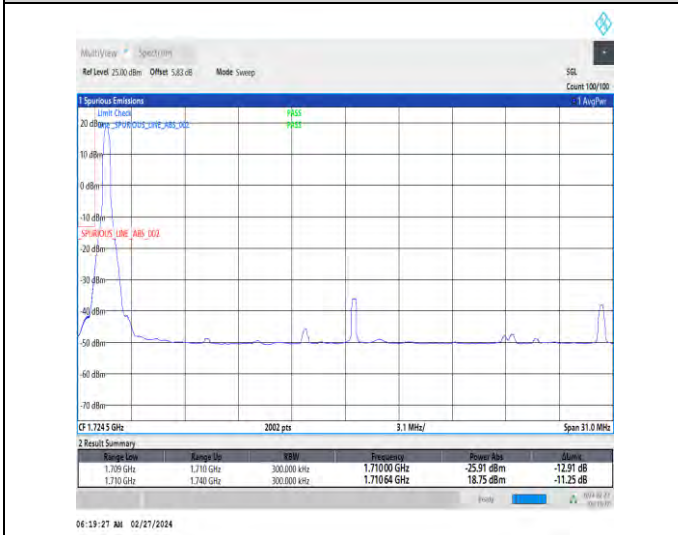 MultiView Spectrum
Ref Level 25.00 dBm Offset 5.83 dB Mode Sweep SGL
Count 100/100
1 Spurious Emissions 1 AvgPwr
Limit Check PASS
20 dBm Line _SPURIOUS_LINE_ABS_002 PASS
10 dBm
0 dBm
-10 dBm
_SPURIOUS_LINE_ABS_002
-20 dBm
-30 dBm
-40 dBm
-50 dBm
-60 dBm
-70 dBm
CF 1.7245 GHz 2002 pts 3.1 MHz/ Span 31.0 MHz
2 Result Summary
Range Low Range Up RBW Frequency Power Abs ΔLimit
1.709 GHz 1.710 GHz 300.000 kHz 1.71000 GHz -25.91 dBm -12.91 dB
1.710 GHz 1.740 GHz 300.000 kHz 1.71064 GHz 18.75 dBm -11.25 dB
Ready
06:19:27 AM 02/27/2024